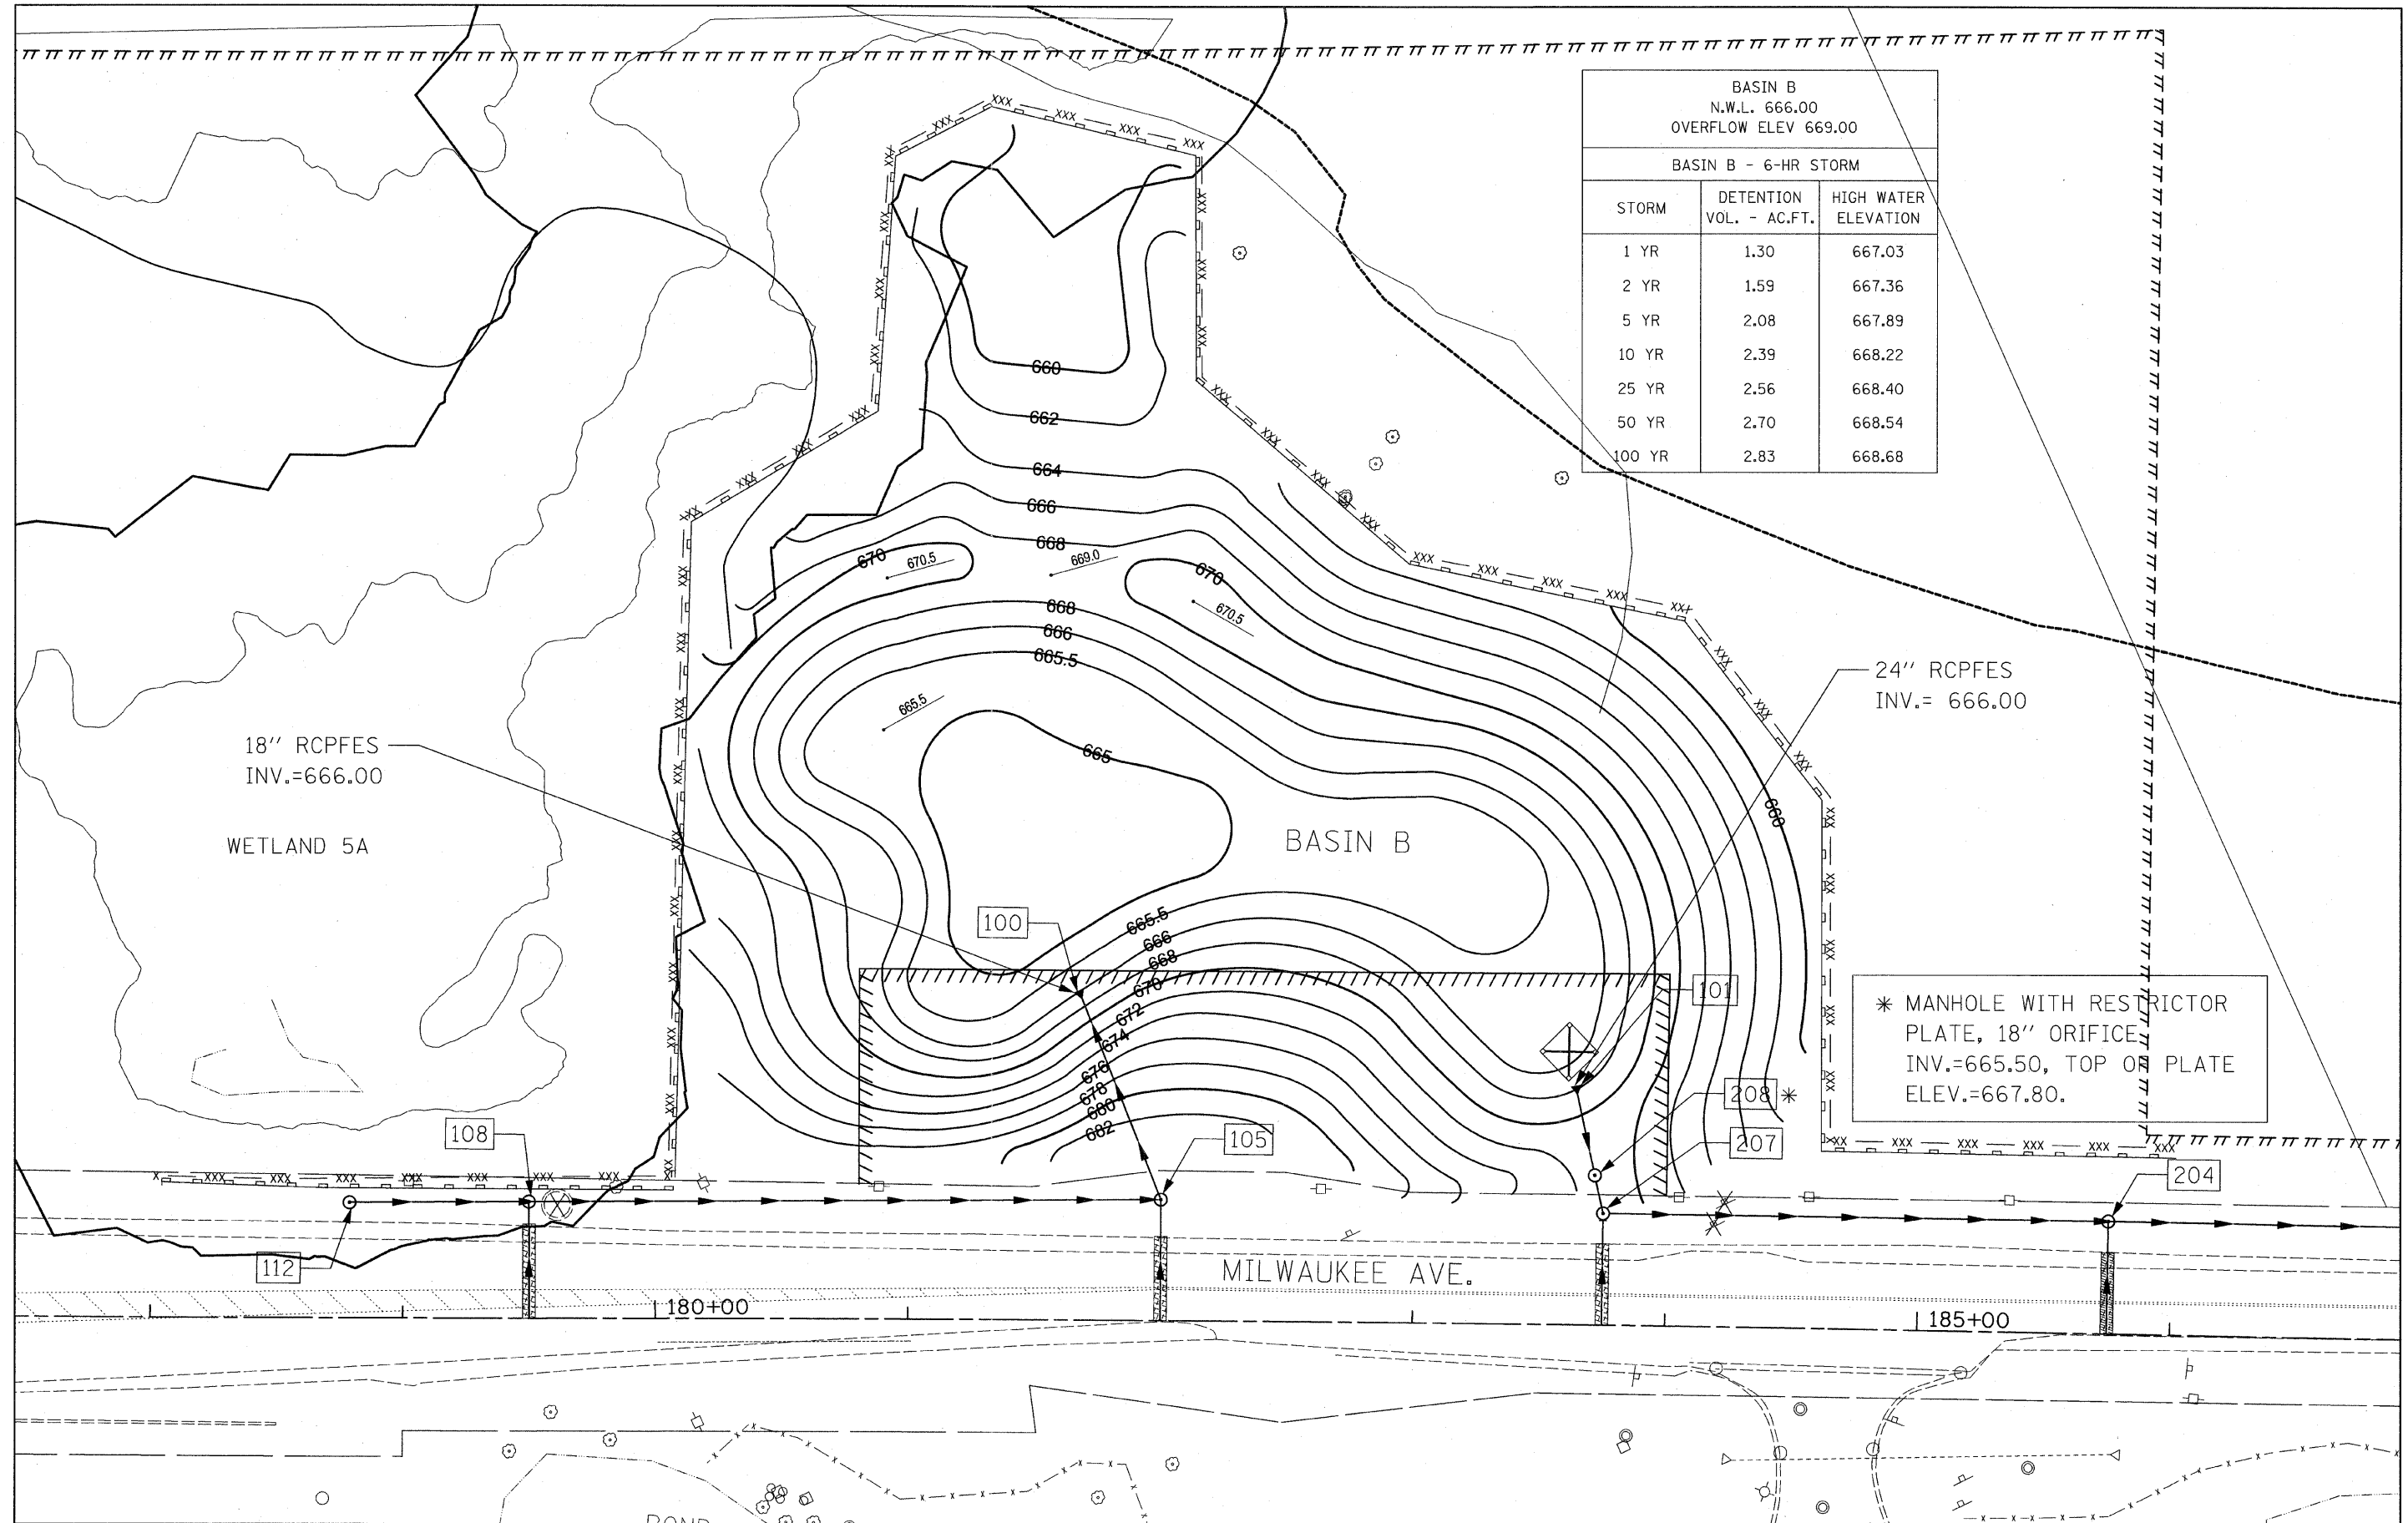 BASIN B
N.W.L. 666.00
OVERFLOW ELEV 669.00
BASIN B - 6-HR STORM
STORM DETENTION VOL. - AC.FT. HIGH WATER ELEVATION
1 YR 1.30 667.03
2 YR 1.59 667.36
5 YR 2.08 667.89
10 YR 2.39 668.22
25 YR 2.56 668.40
50 YR 2.70 668.54
100 YR 2.83 668.68
660
662
664
666
668
670
670.5
669.0
670
670.5
668
666
665.5
665.5
24'' RCPFES
INV.= 666.00
18'' RCPFES
INV.=666.00
665
660
WETLAND 5A
BASIN B
100
665.5
666
668
670
672
674
676
678
680
682
101
* MANHOLE WITH RESTRICTOR
PLATE, 18'' ORIFICE
INV.=665.50, TOP OF PLATE
ELEV.=667.80.
208 *
108
105
207
204
112
MILWAUKEE AVE.
180+00
185+00
POND